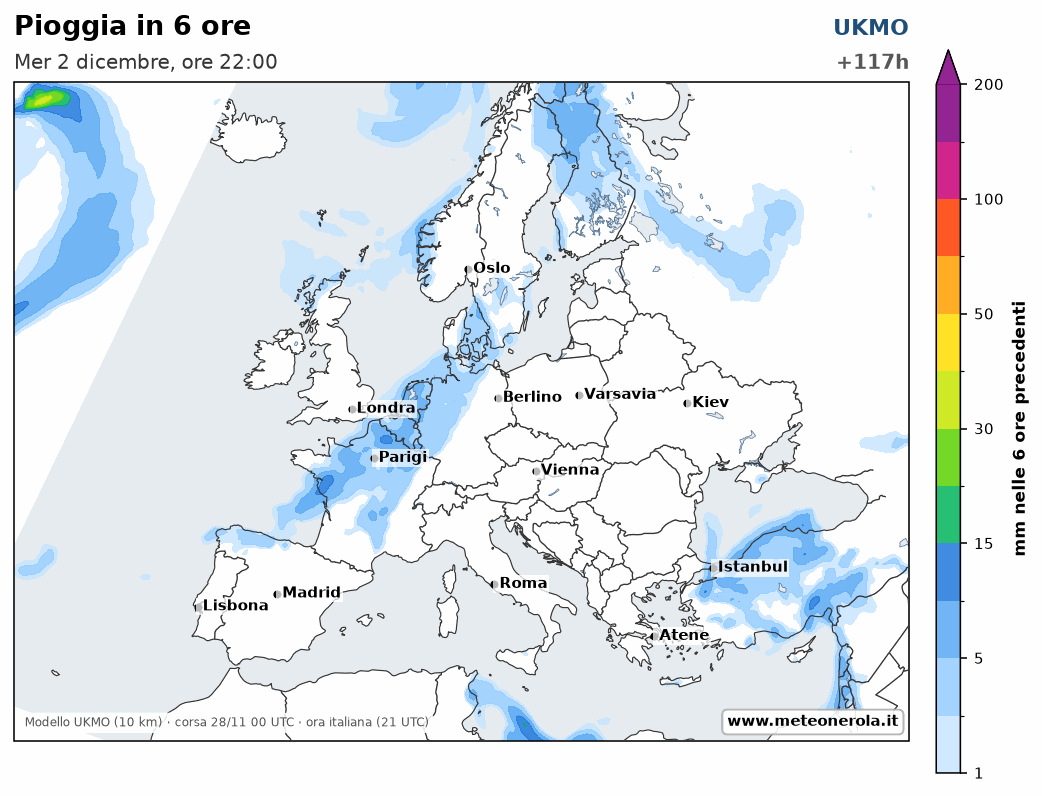 Pioggia in 6 ore
UKMO
Mer 2 dicembre, ore 22:00
+117h
200
100
50
30
15
5
1
mm nelle 6 ore precedenti
Oslo
Berlino
Varsavia
Kiev
Londra
Parigi
Vienna
Istanbul
Roma
Madrid
Lisbona
Atene
Modello UKMO (10 km) · corsa 28/11 00 UTC · ora italiana (21 UTC)
www.meteonerola.it